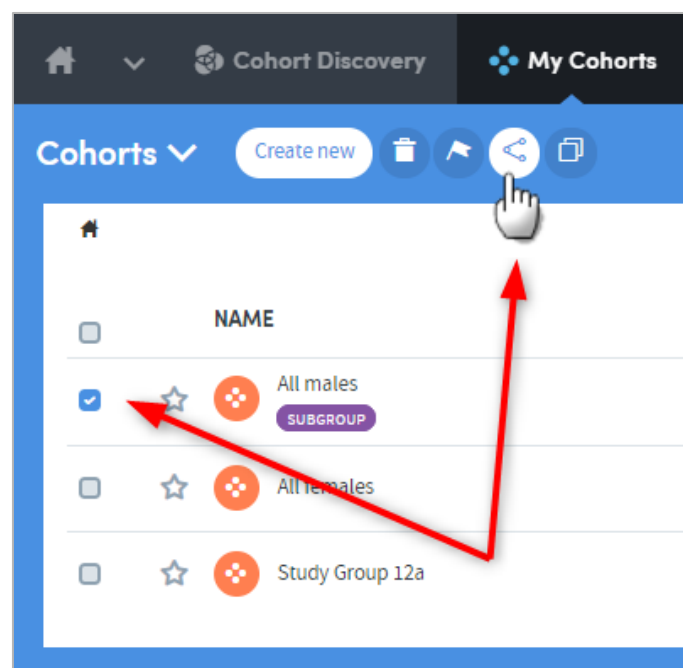 Cohort Discovery
My Cohorts
Cohorts
Create new
NAME
All males
SUBGROUP
All females
Study Group 12a